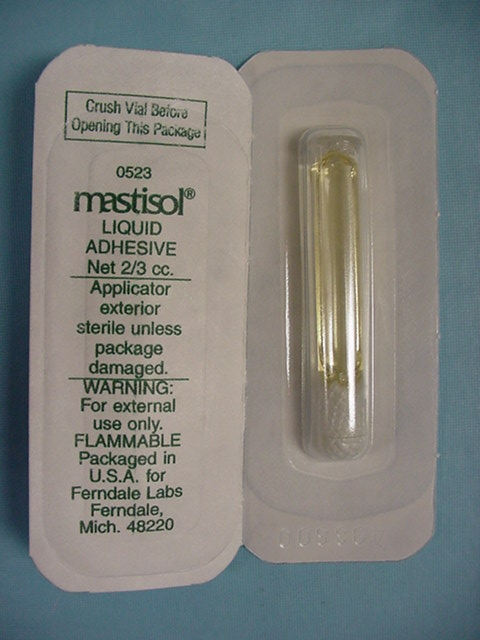 Crush Vial Before
Opening This Package
0523
mastisol®
LIQUID
ADHESIVE
Net 2/3 cc.
Applicator
exterior
sterile unless
package
damaged.
WARNING:
For external
use only.
FLAMMABLE
Packaged in
U.S.A. for
Ferndale Labs
Ferndale,
Mich. 48220